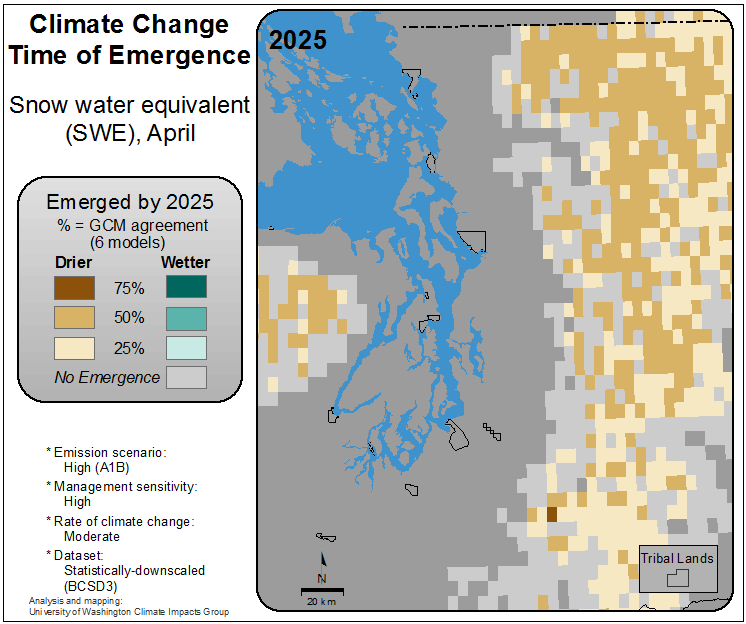 Climate Change
Time of Emergence
Snow water equivalent
(SWE), April
Emerged by 2025
% = GCM agreement
(6 models)
Drier Wetter
75%
50%
25%
No Emergence
* Emission scenario:
High (A1B)
* Management sensitivity:
High
* Rate of climate change:
Moderate
* Dataset:
Statistically-downscaled
(BCSD3)
Analysis and mapping:
University of Washington Climate Impacts Group
2025
N
20 km
Tribal Lands